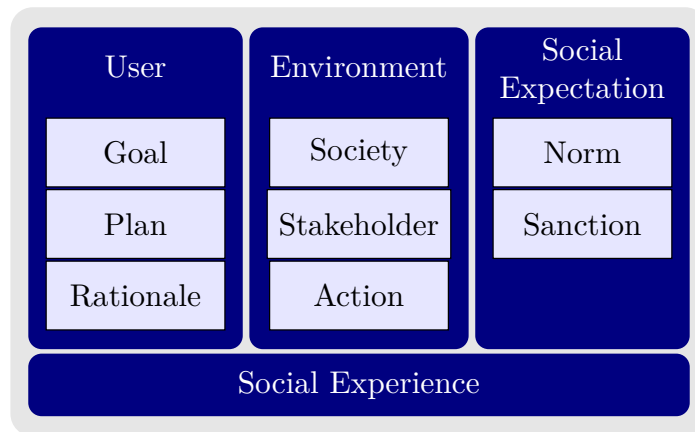 User
Goal
Plan
Rationale
Environment
Society
Stakeholder
Action
Social
Expectation
Norm
Sanction
Social Experience